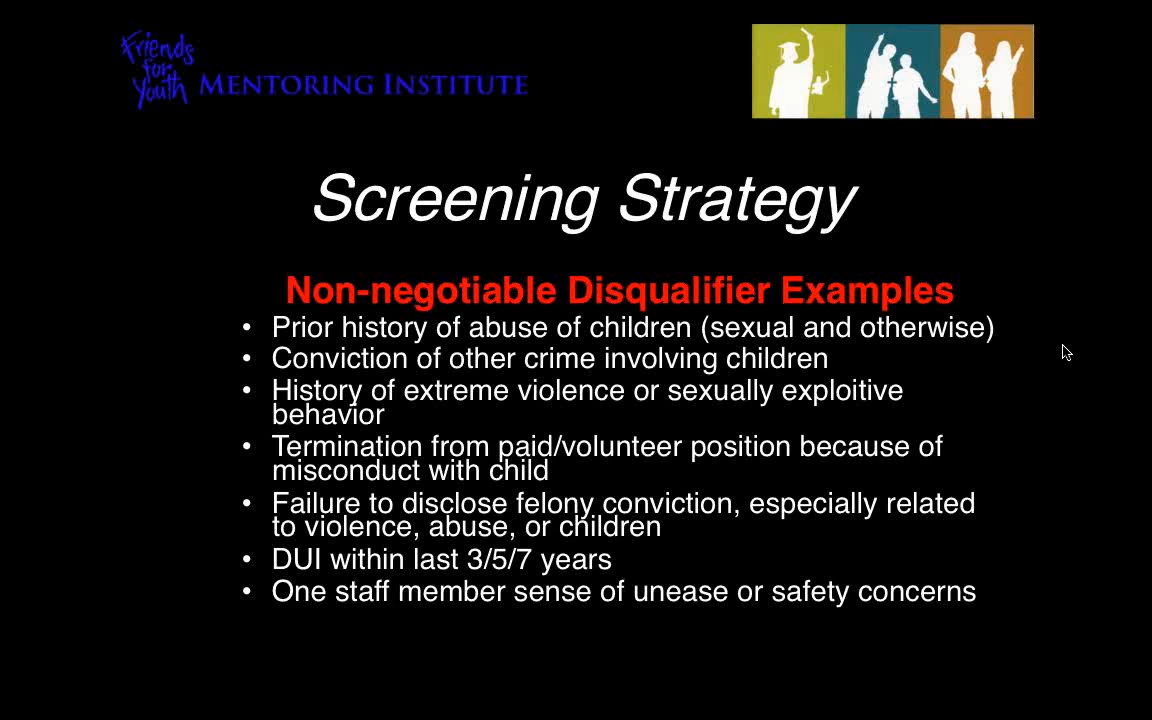 Friends
for
Youth MENTORING INSTITUTE
Screening Strategy
Non-negotiable Disqualifier Examples
• Prior history of abuse of children (sexual and otherwise)
• Conviction of other crime involving children
• History of extreme violence or sexually exploitive
behavior
• Termination from paid/volunteer position because of
misconduct with child
• Failure to disclose felony conviction, especially related
to violence, abuse, or children
• DUI within last 3/5/7 years
• One staff member sense of unease or safety concerns